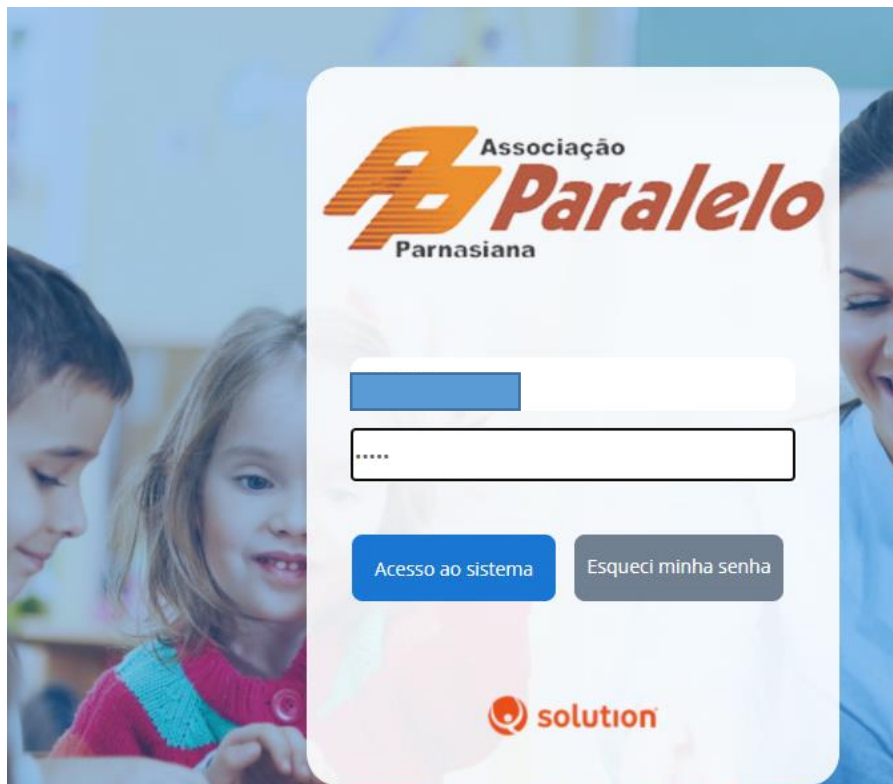 Associação
Paralelo
Parnasiana
.....
Acesso ao sistema
Esqueci minha senha
solution